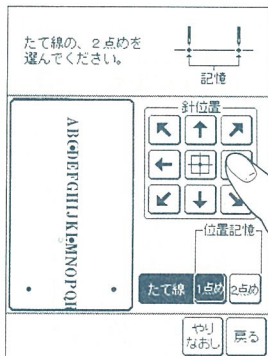 たて線の、2点めを
選んでください。
記憶
針位置
ABCDEFGHIJKLMNOPQR
位置記憶
たて線
1点め
2点め
やり
なおし
戻る